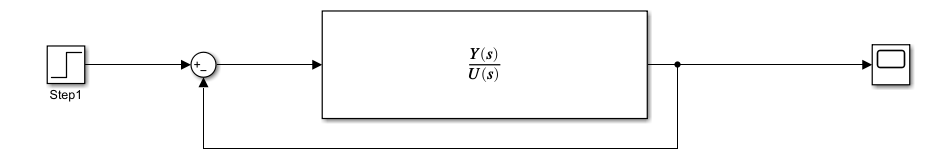 +
−
Y(s)
U(s)
Step1